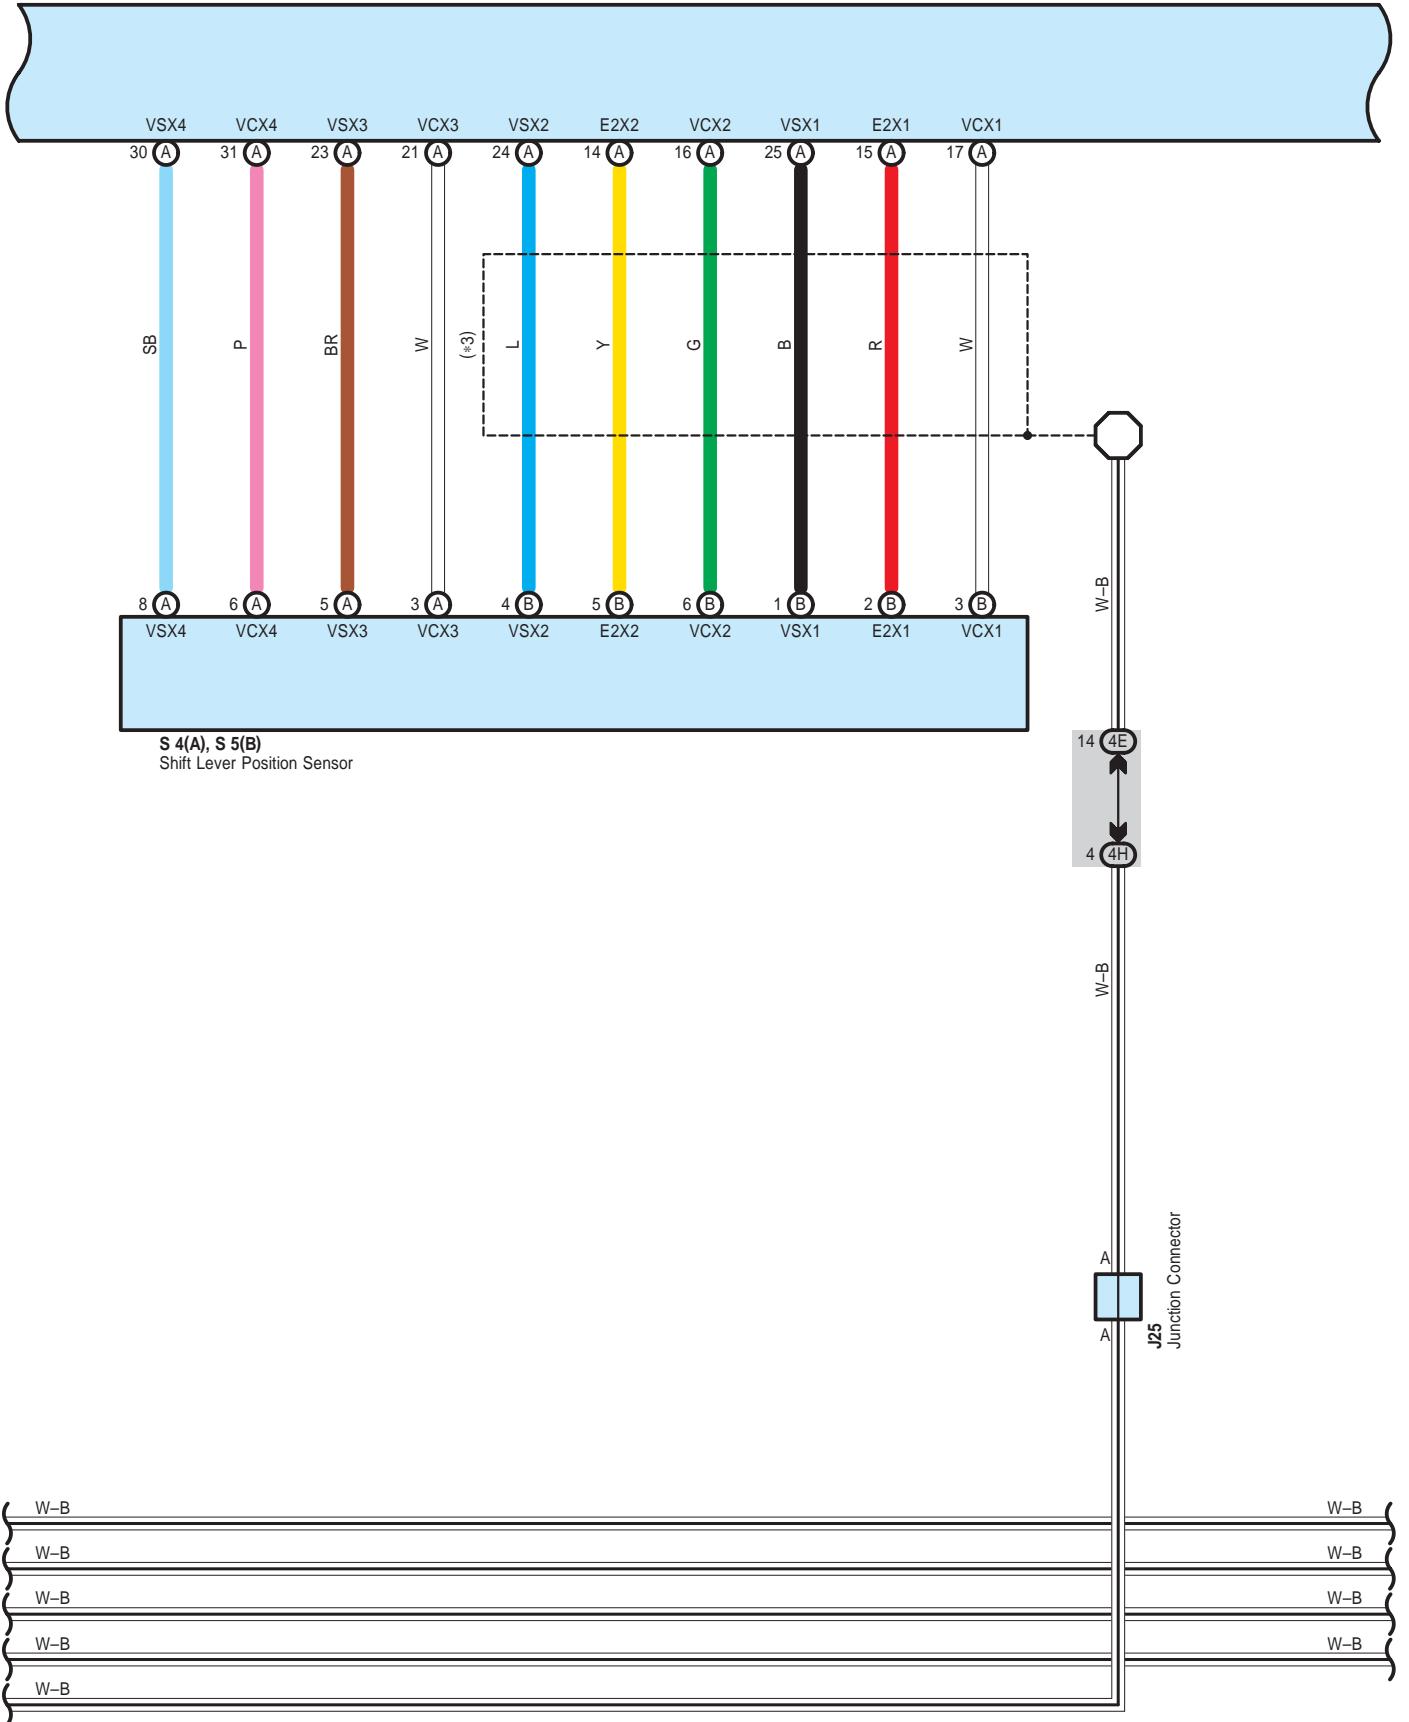 VSX4 VCX4 VSX3 VCX3 VSX2 E2X2 VCX2 VSX1 E2X1 VCX1
30 A 31 A 23 A 21 A 24 A 14 A 16 A 25 A 15 A 17 A
SB P BR W (*3) L Y G B R W
W–B
8 A 6 A 5 A 3 A 4 B 5 B 6 B 1 B 2 B 3 B
VSX4 VCX4 VSX3 VCX3 VSX2 E2X2 VCX2 VSX1 E2X1 VCX1
S 4(A), S 5(B)
Shift Lever Position Sensor
14 4E
4 4H
W–B
A
A
J25
Junction Connector
W–B W–B
W–B W–B
W–B W–B
W–B W–B
W–B